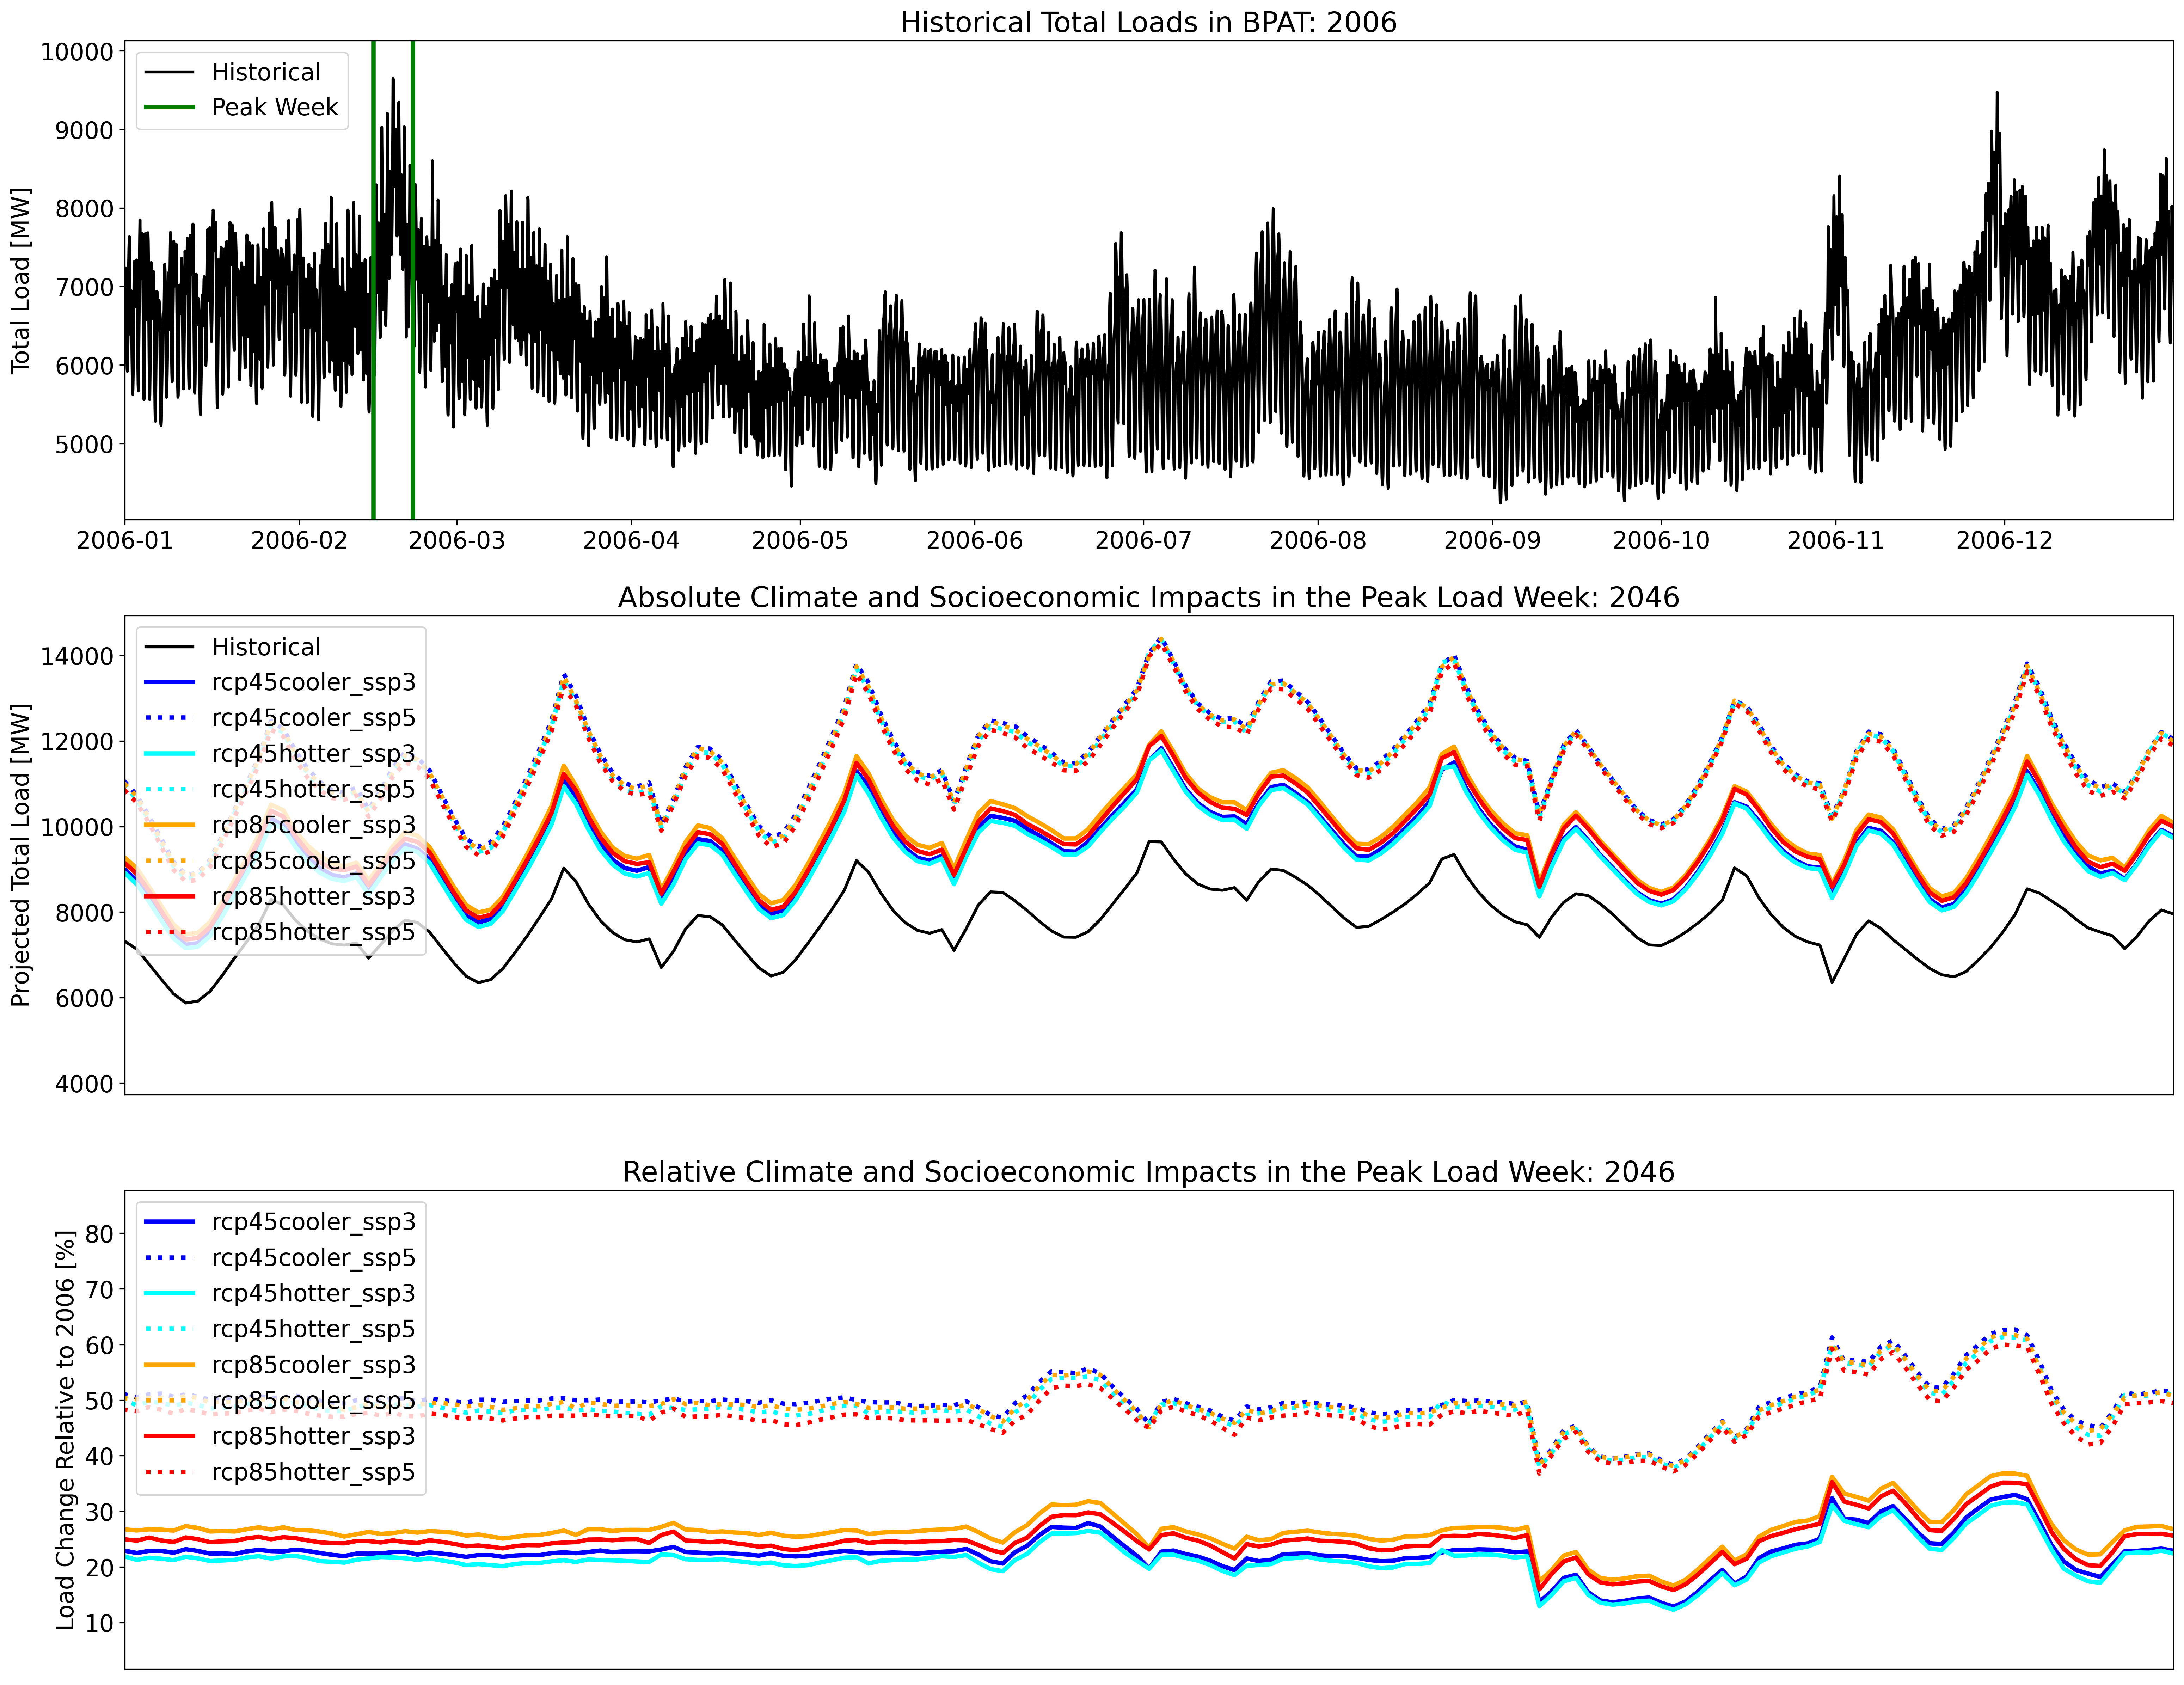 Historical Total Loads in BPAT: 2006
Total Load [MW]
10000
9000
8000
7000
6000
5000
Historical
Peak Week
2006-01 2006-02 2006-03 2006-04 2006-05 2006-06 2006-07 2006-08 2006-09 2006-10 2006-11 2006-12
Absolute Climate and Socioeconomic Impacts in the Peak Load Week: 2046
Projected Total Load [MW]
14000
12000
10000
8000
6000
4000
Historical
rcp45cooler_ssp3
rcp45cooler_ssp5
rcp45hotter_ssp3
rcp45hotter_ssp5
rcp85cooler_ssp3
rcp85cooler_ssp5
rcp85hotter_ssp3
rcp85hotter_ssp5
Relative Climate and Socioeconomic Impacts in the Peak Load Week: 2046
Load Change Relative to 2006 [%]
80
70
60
50
40
30
20
10
rcp45cooler_ssp3
rcp45cooler_ssp5
rcp45hotter_ssp3
rcp45hotter_ssp5
rcp85cooler_ssp3
rcp85cooler_ssp5
rcp85hotter_ssp3
rcp85hotter_ssp5